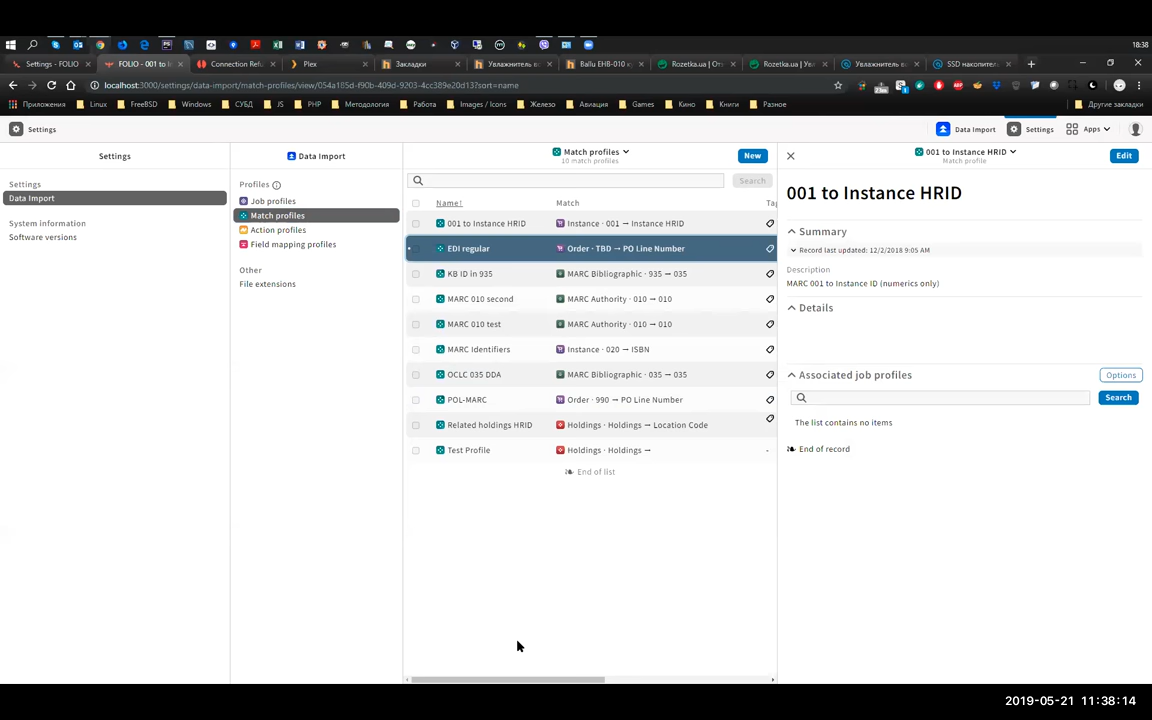 18:38
Settings - FOLIO
FOLIO - 001 to I
Connection Refu
Plex
Закладки
Увлажнитель во
Ballu EHB-010 ку
Rozetka.ua | От
Rozetka.ua | Ув
Увлажнитель в
SSD накопител
localhost:3000/settings/data-import/match-profiles/view/054a185d-f90b-409d-9203-4cc389e20d13?sort=name
Приложения
Linux
FreeBSD
Windows
СУБД
JS
PHP
Методология
Работа
Images / Icons
Железо
Авиация
Games
Кино
Книги
Разное
Другие закладки
Settings
Data Import
Settings
Apps
Settings
Data Import
Match profiles
10 match profiles
New
001 to Instance HRID
Match profile
Edit
Settings
Data Import
System information
Software versions
Profiles
Job profiles
Match profiles
Action profiles
Field mapping profiles
Other
File extensions
Search
Name
Match
Tag
001 to Instance HRID
Instance · 001 → Instance HRID
EDI regular
Order · TBD → PO Line Number
KB ID in 935
MARC Bibliographic · 935 → 035
MARC 010 second
MARC Authority · 010 → 010
MARC 010 test
MARC Authority · 010 → 010
MARC Identifiers
Instance · 020 → ISBN
OCLC 035 DDA
MARC Bibliographic · 035 → 035
POL-MARC
Order · 990 → PO Line Number
Related holdings HRID
Holdings · Holdings → Location Code
Test Profile
Holdings · Holdings →
-
End of list
001 to Instance HRID
Summary
Record last updated: 12/2/2018 9:05 AM
Description
MARC 001 to Instance ID (numerics only)
Details
Associated job profiles
Options
Search
The list contains no items
End of record
2019-05-21 11:38:14